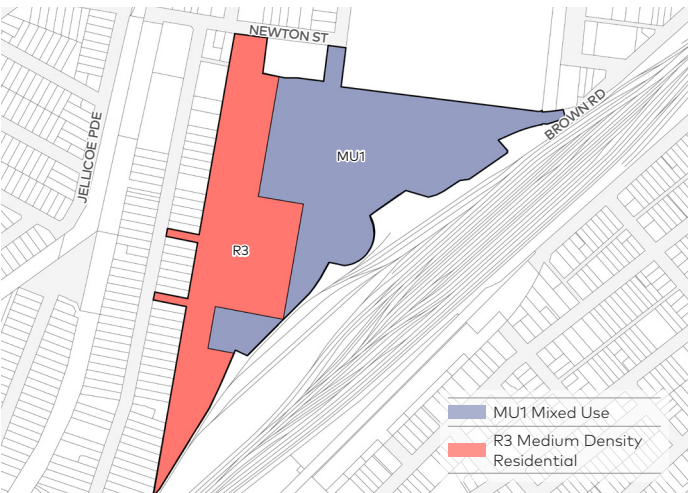 NEWTON ST
BROWN RD
JELLICOE PDE
MU1
R3
MU1 Mixed Use
R3 Medium Density
Residential